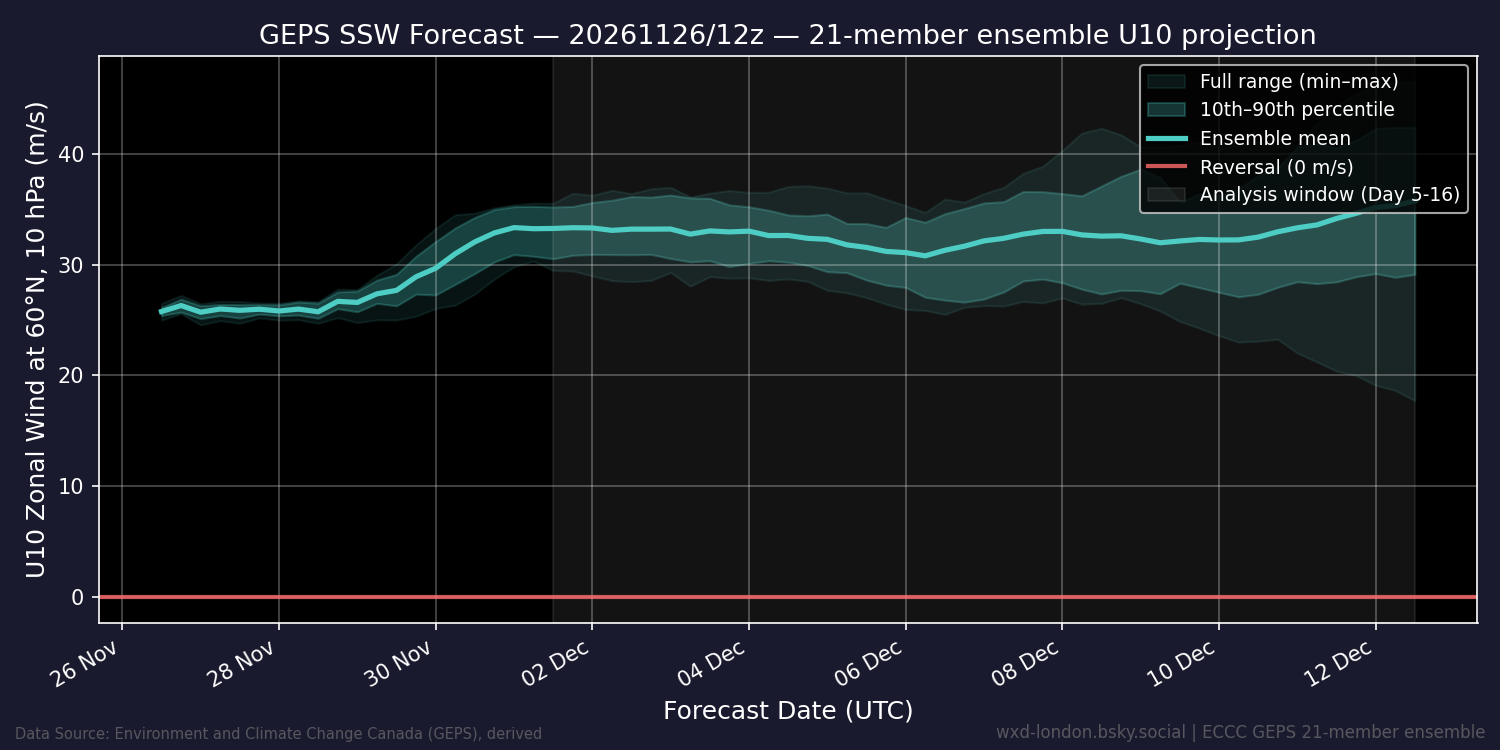 GEPS SSW Forecast — 20261126/12z — 21-member ensemble U10 projection
U10 Zonal Wind at 60°N, 10 hPa (m/s)
40
30
20
10
0
Full range (min–max)
10th–90th percentile
Ensemble mean
Reversal (0 m/s)
Analysis window (Day 5-16)
26 Nov
28 Nov
30 Nov
02 Dec
04 Dec
06 Dec
08 Dec
10 Dec
12 Dec
Forecast Date (UTC)
Data Source: Environment and Climate Change Canada (GEPS), derived
wxd-london.bsky.social | ECCC GEPS 21-member ensemble